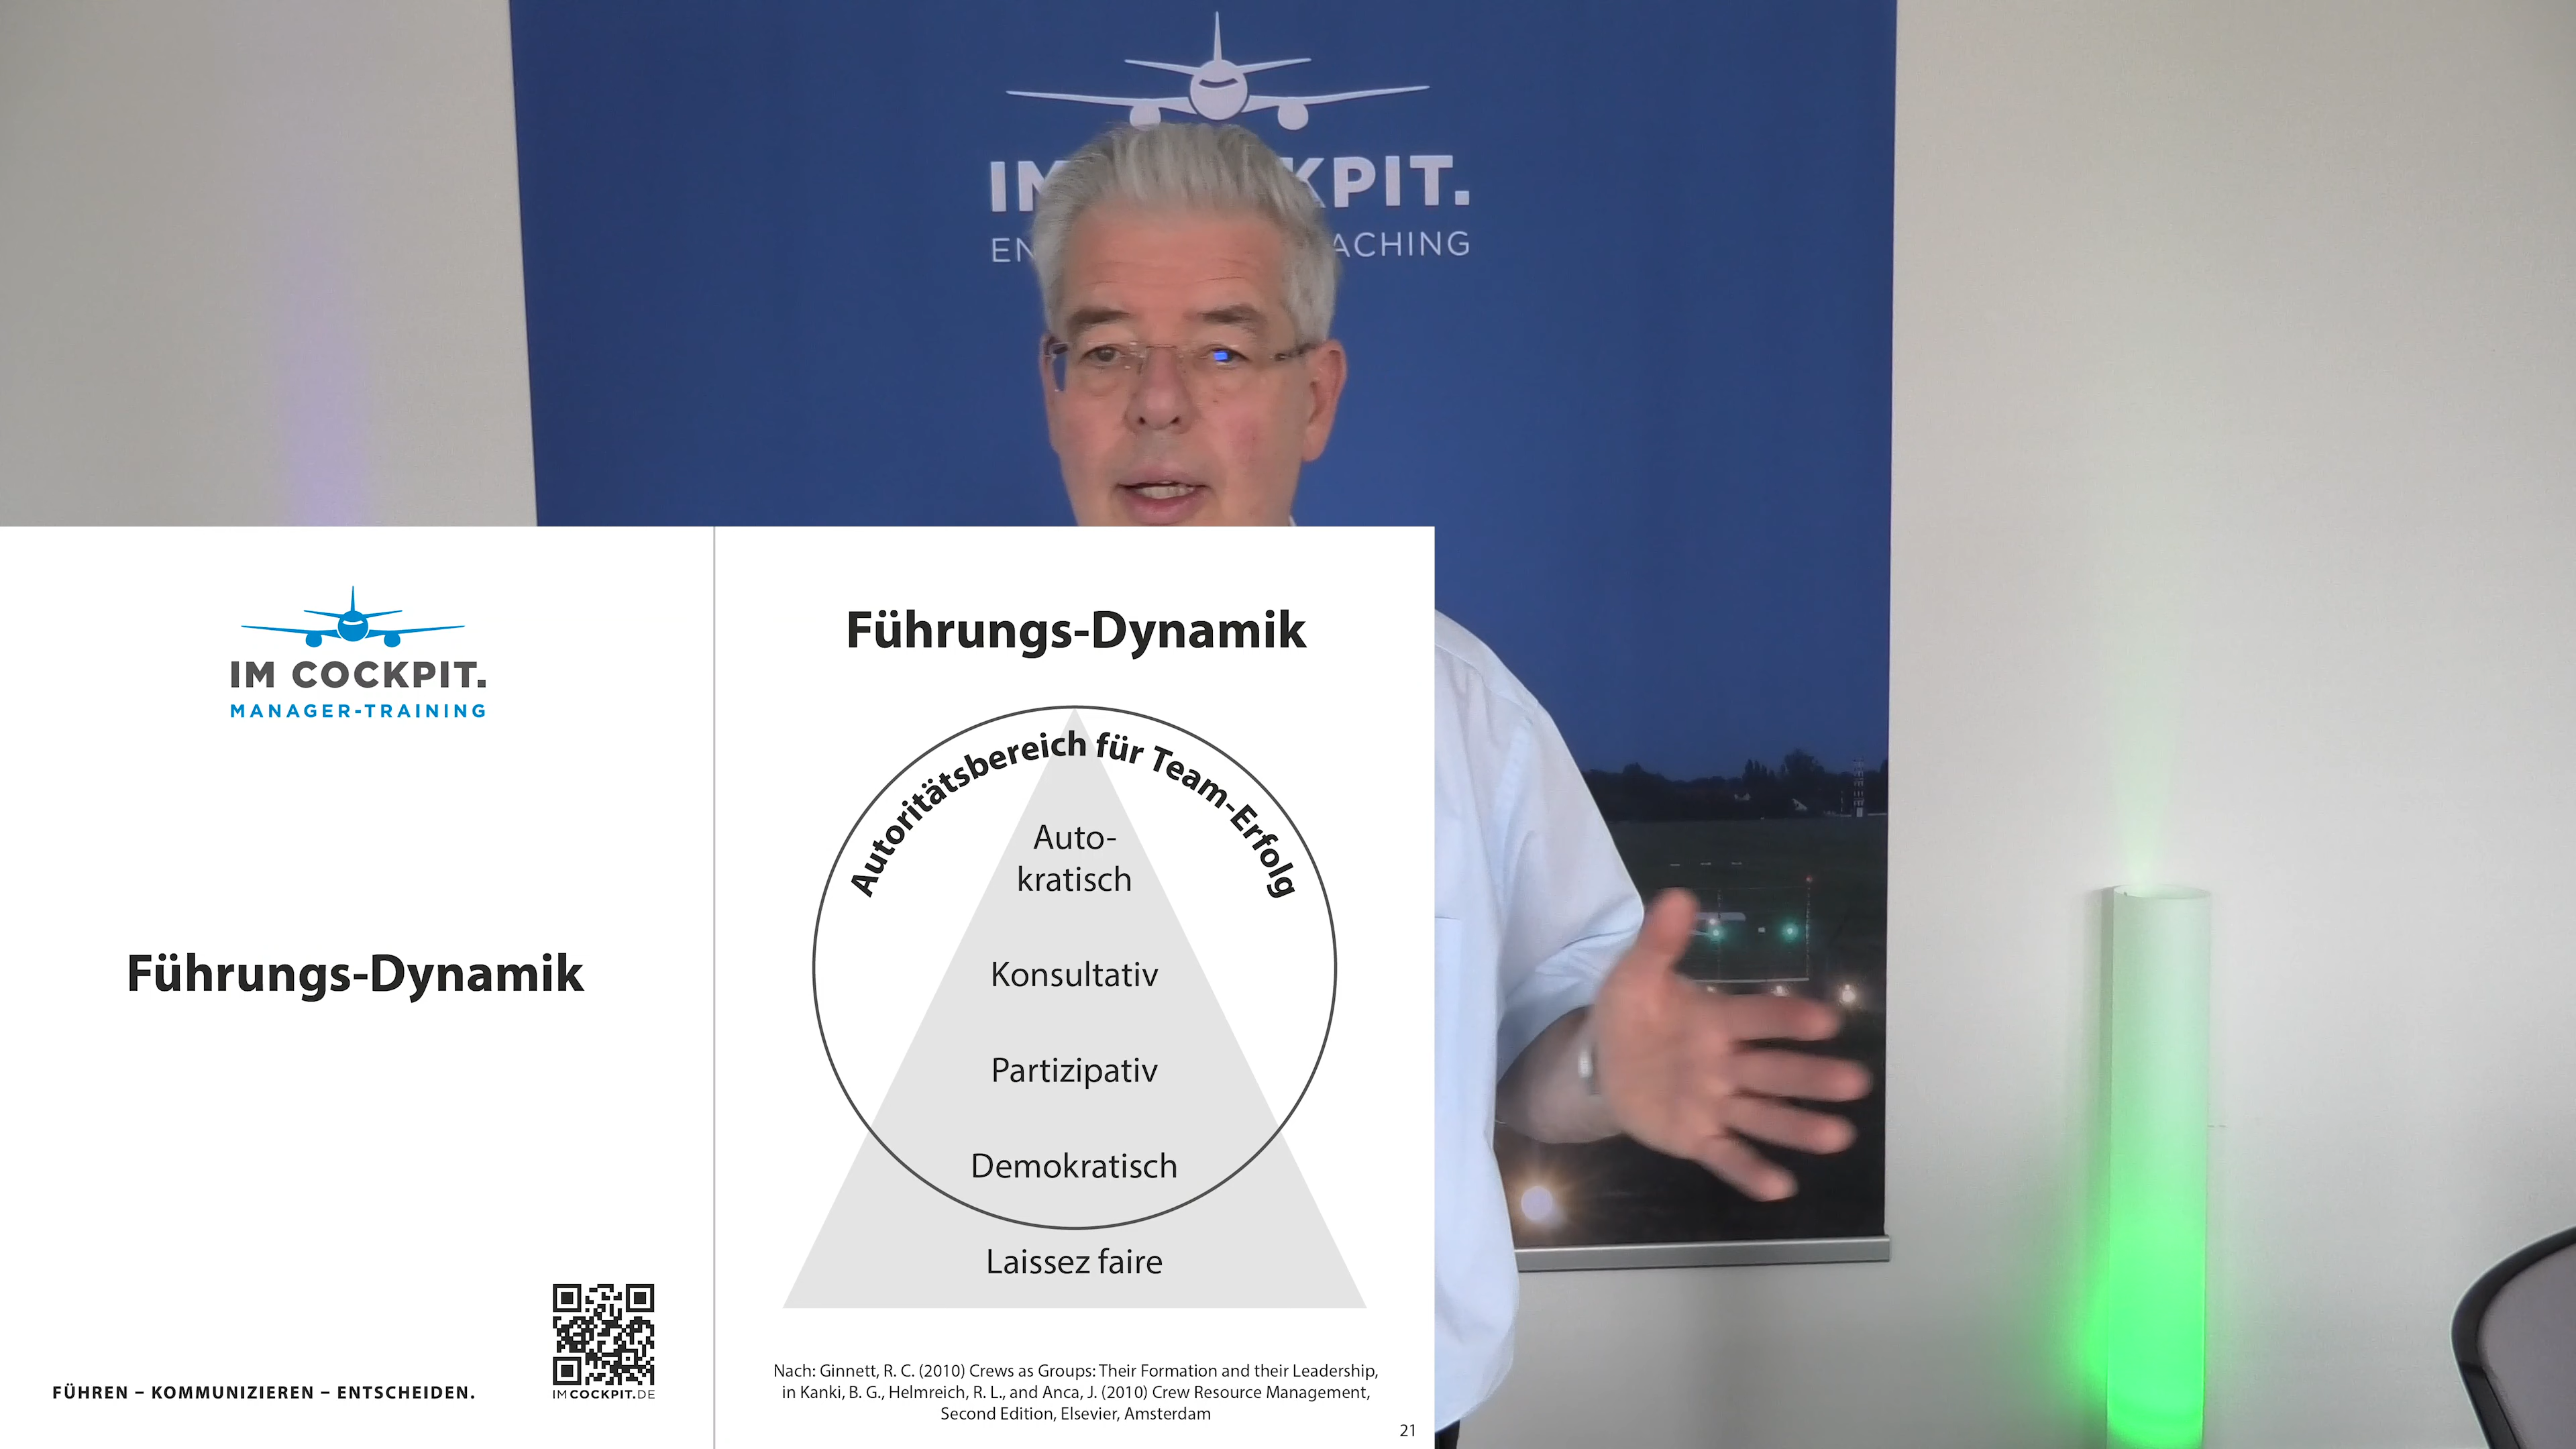 IM KPIT.
EN ACHING
IM COCKPIT.
MANAGER-TRAINING
Führungs-Dynamik
FÜHREN – KOMMUNIZIEREN – ENTSCHEIDEN.
IMCOCKPIT.DE
Führungs-Dynamik
Autoritätsbereich für Team-Erfolg
Auto-
kratisch
Konsultativ
Partizipativ
Demokratisch
Laissez faire
Nach: Ginnett, R. C. (2010) Crews as Groups: Their Formation and their Leadership,
in Kanki, B. G., Helmreich, R. L., and Anca, J. (2010) Crew Resource Management,
Second Edition, Elsevier, Amsterdam
21